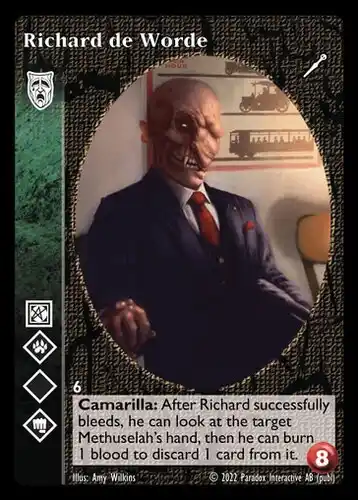 Richard de Worde
HOUR
6
Camarilla: After Richard successfully
bleeds, he can look at the target
Methuselah's hand, then he can burn
1 blood to discard 1 card from it.
8
Illus: Amy Wilkins
© 2022 Paradox Interactive AB (publ)